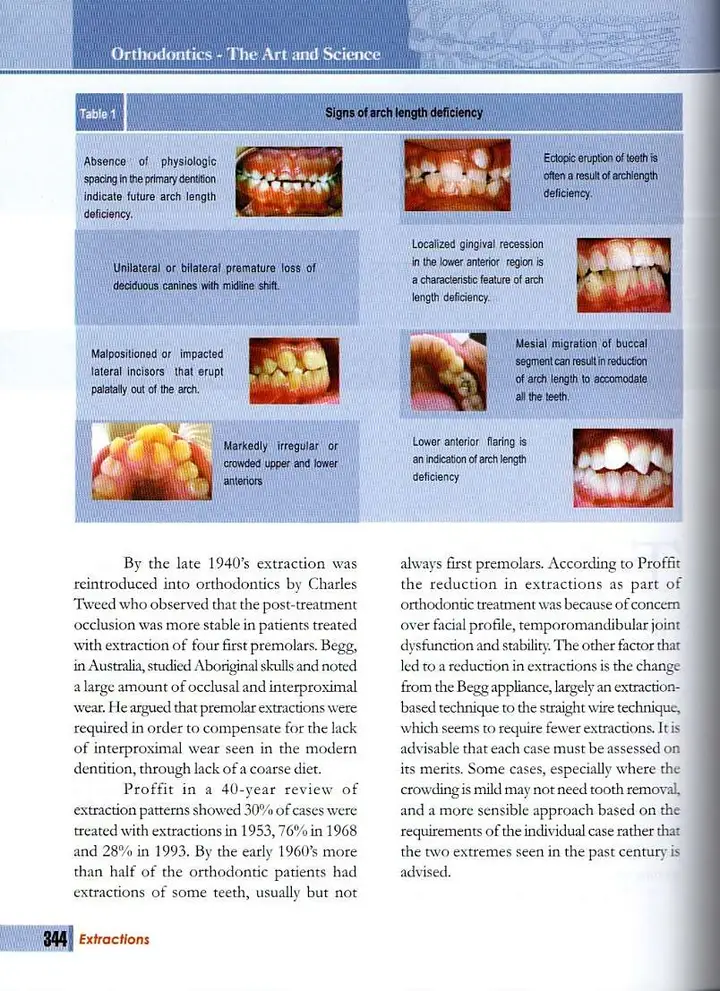 Orthodontics - The Art and Science
Table 1
Signs of arch length deficiency
Absence of physiologic
spacing in the primary dentition
indicate future arch length
deficiency.
Ectopic eruption of teeth is
often a result of archlength
deficiency.
Unilateral or bilateral premature loss of
deciduous canines with midline shift.
Localized gingival recession
in the lower anterior region is
a characteristic feature of arch
length deficiency.
Malpositioned or impacted
lateral incisors that erupt
palatally out of the arch.
Mesial migration of buccal
segment can result in reduction
of arch length to accomodate
all the teeth.
Markedly irregular or
crowded upper and lower
anteriors
Lower anterior flaring is
an indication of arch length
deficiency
By the late 1940's extraction was
reintroduced into orthodontics by Charles
Tweed who observed that the post-treatment
occlusion was more stable in patients treated
with extraction of four first premolars. Begg,
in Australia, studied Aboriginal skulls and noted
a large amount of occlusal and interproximal
wear. He argued that premolar extractions were
required in order to compensate for the lack
of interproximal wear seen in the modern
dentition, through lack of a coarse diet.
Proffit in a 40-year review of
extraction patterns showed 30% of cases were
treated with extractions in 1953, 76% in 1968
and 28% in 1993. By the early 1960's more
than half of the orthodontic patients had
extractions of some teeth, usually but not
always first premolars. According to Proffit
the reduction in extractions as part of
orthodontic treatment was because of concern
over facial profile, temporomandibular joint
dysfunction and stability. The other factor that
led to a reduction in extractions is the change
from the Begg appliance, largely an extraction-
based technique to the straight wire technique,
which seems to require fewer extractions. It is
advisable that each case must be assessed on
its merits. Some cases, especially where the
crowding is mild may not need tooth removal,
and a more sensible approach based on the
requirements of the individual case rather that
the two extremes seen in the past century is
advised.
344 Extractions